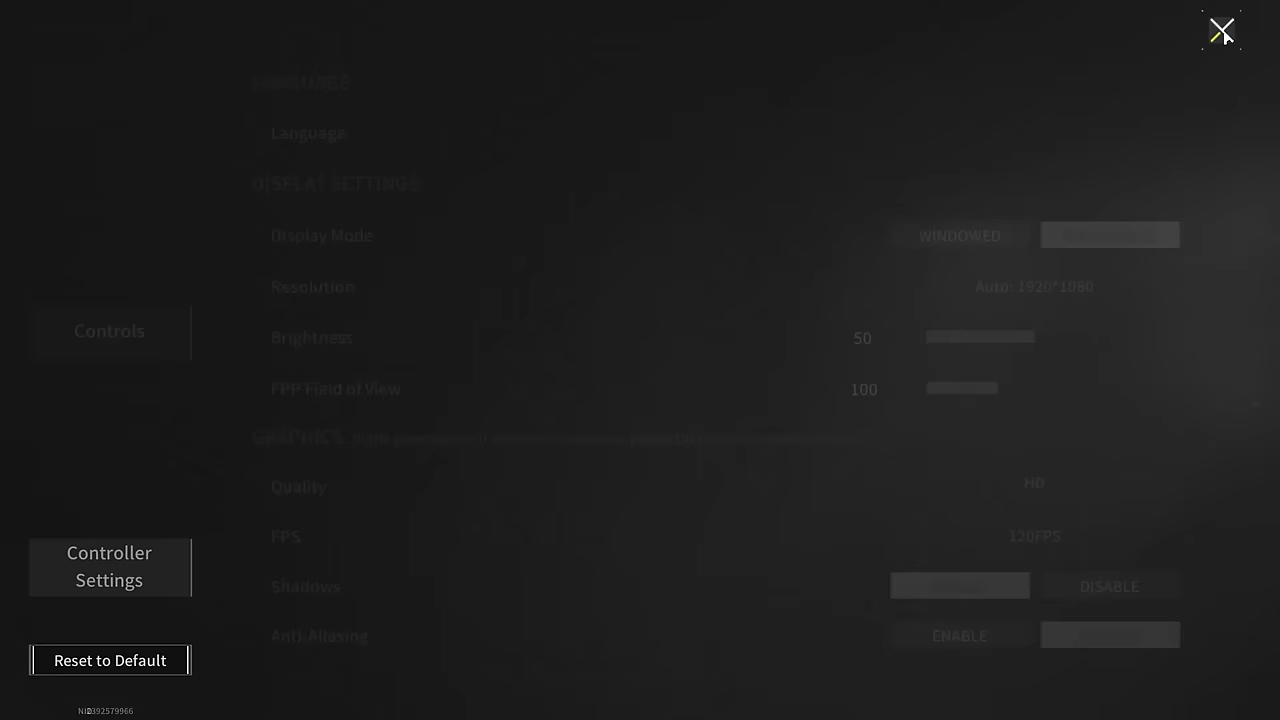 LANGUAGE
Language
DISPLAY SETTINGS
Display Mode
WINDOWED
Resolution
Auto: 1920*1080
Controls
Brightness
50
FPP Field of View
100
GRAPHICS
Quality
HD
FPS
120FPS
Controller
Settings
Shadows
DISABLE
Anti-Aliasing
ENABLE
Reset to Default